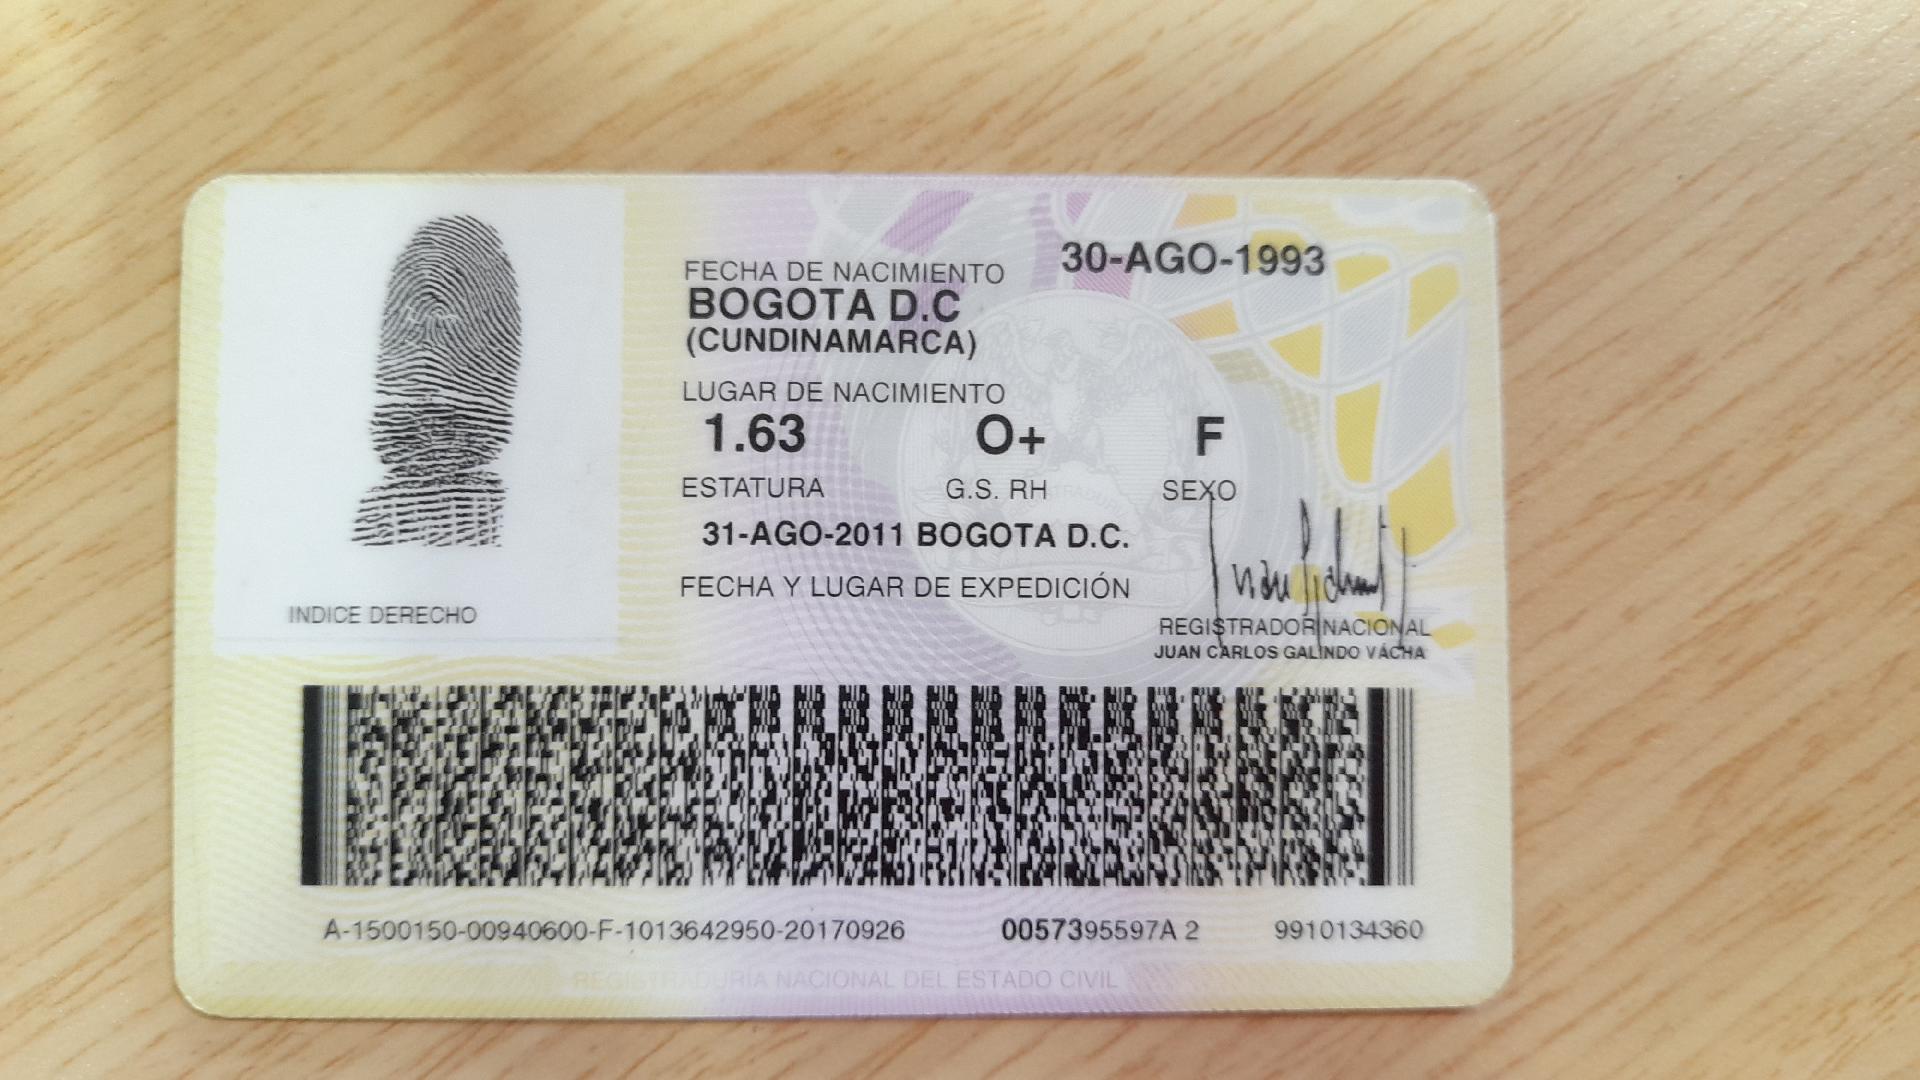 30-AGO-1993
FECHA DE NACIMIENTO
BOGOTA D.C
(CUNDINAMARCA)
LUGAR DE NACIMIENTO
1.63 O+ F
ESTATURA G.S. RH SEXO
31-AGO-2011 BOGOTA D.C.
FECHA Y LUGAR DE EXPEDICIÓN
INDICE DERECHO
REGISTRADOR NACIONAL
JUAN CARLOS GALINDO VÁCHA
A-1500150-00940600-F-1013642950-20170926 0057395597A 2 9910134360
REGISTRADURÍA NACIONAL DEL ESTADO CIVIL